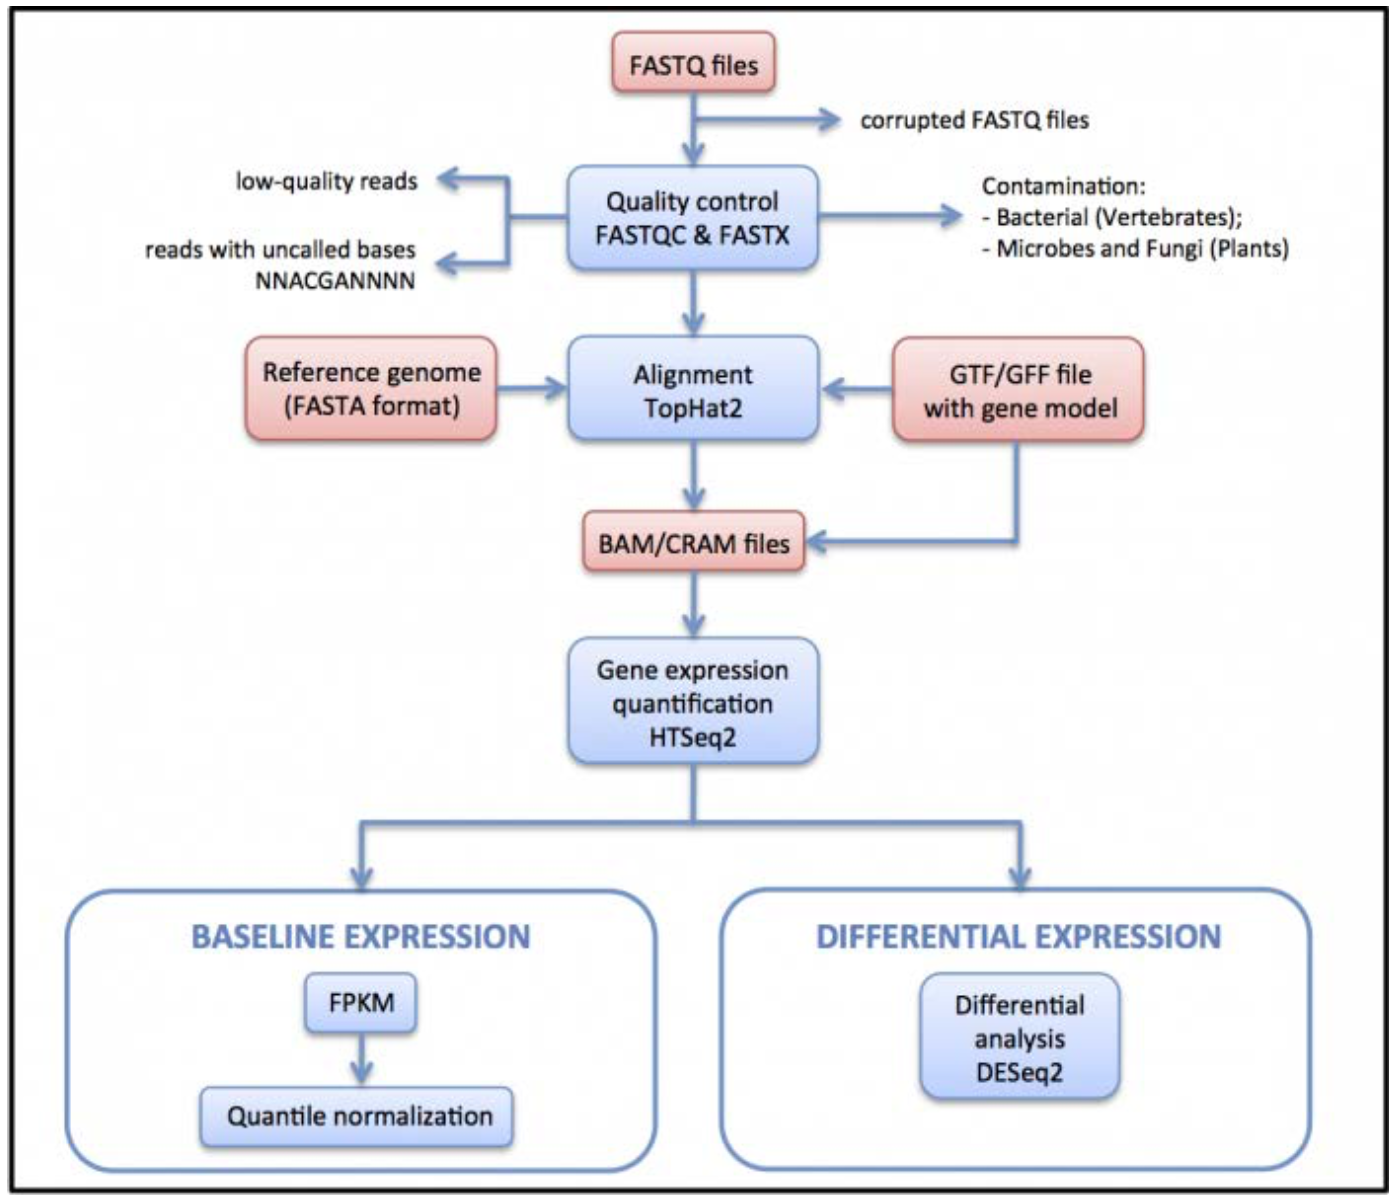 FASTQ files
corrupted FASTQ files
low-quality reads
Quality control
FASTQC & FASTX
Contamination:
- Bacterial (Vertebrates);
- Microbes and Fungi (Plants)
reads with uncalled bases
NNACGANNNN
Reference genome
(FASTA format)
Alignment
TopHat2
GTF/GFF file
with gene model
BAM/CRAM files
Gene expression
quantification
HTSeq2
BASELINE EXPRESSION
FPKM
Quantile normalization
DIFFERENTIAL EXPRESSION
Differential
analysis
DESeq2